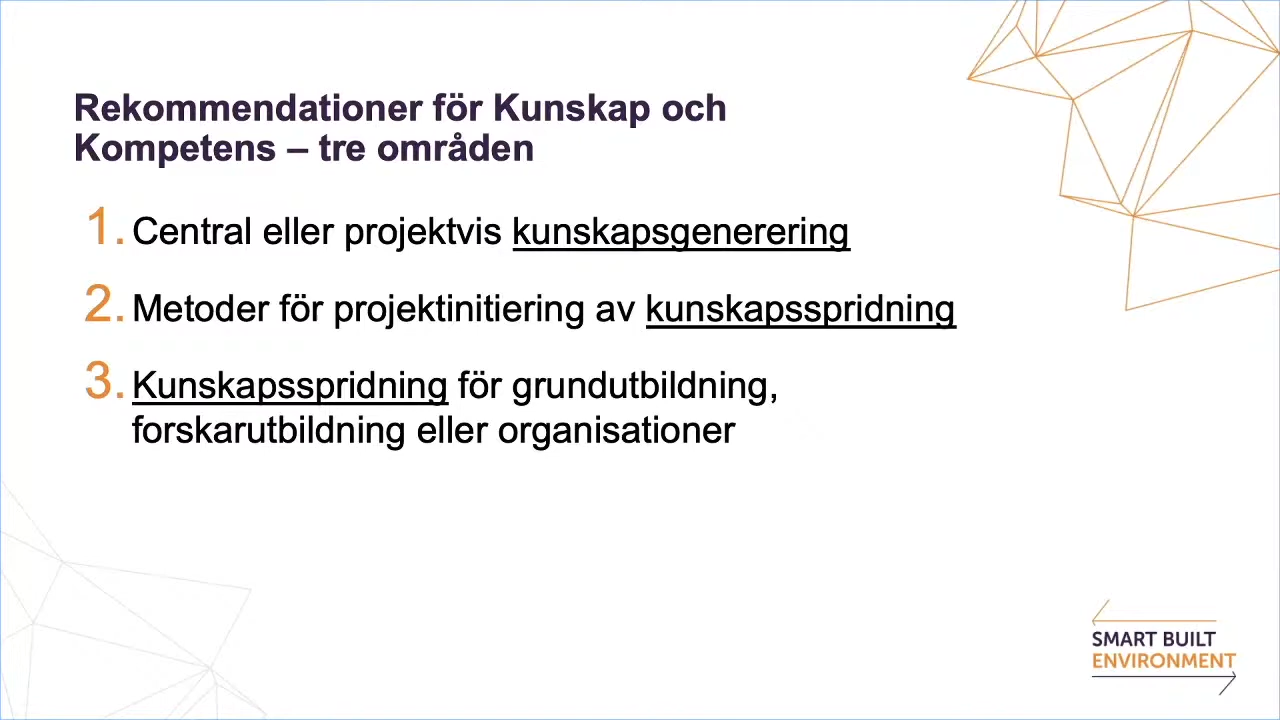 Rekommendationer för Kunskap och
Kompetens – tre områden
1. Central eller projektvis kunskapsgenerering
2. Metoder för projektinitiering av kunskapsspridning
3. Kunskapsspridning för grundutbildning,
forskarutbildning eller organisationer
SMART BUILT
ENVIRONMENT